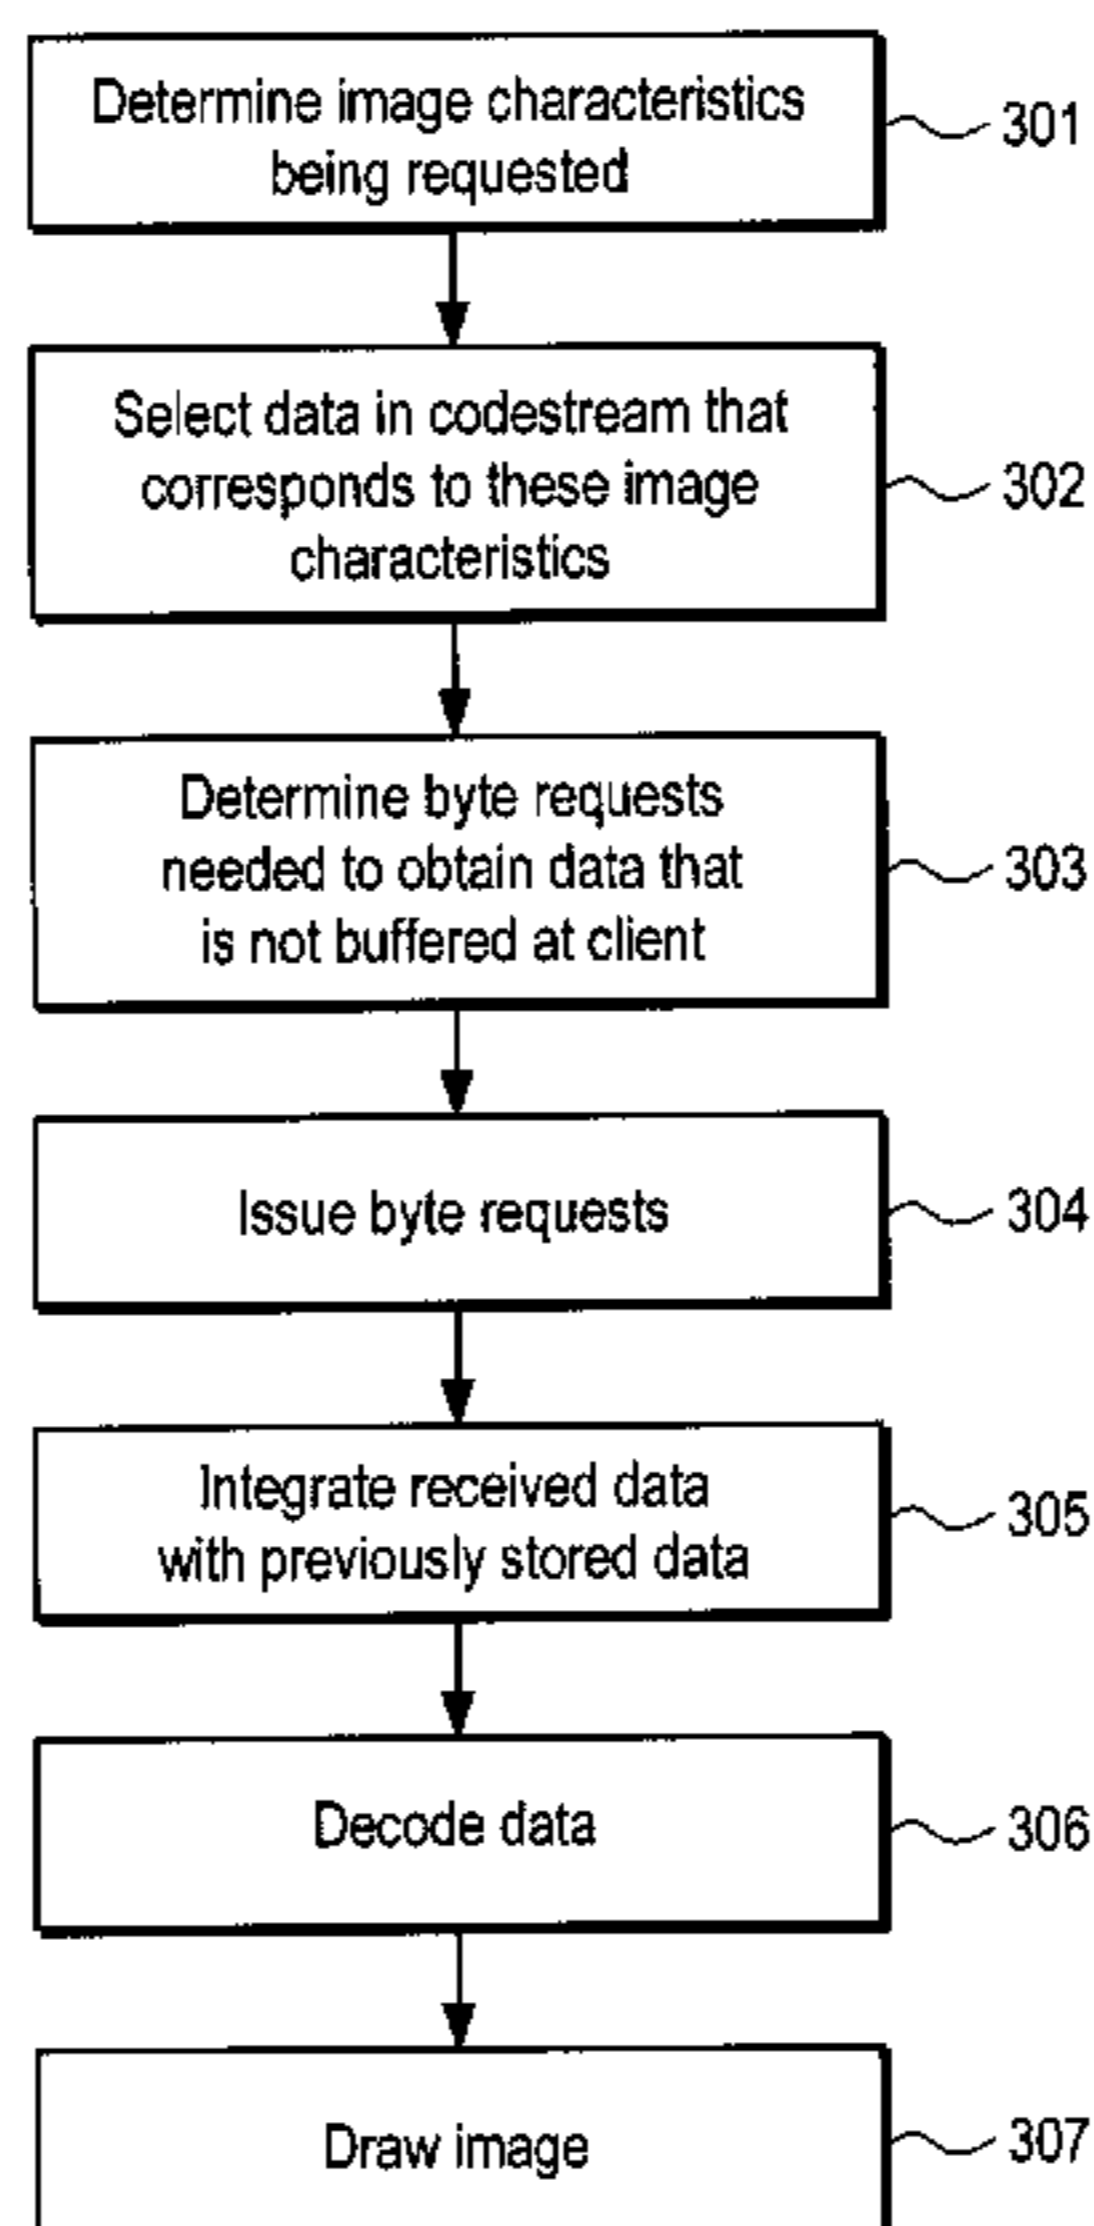 Determine image characteristics
being requested
301
Select data in codestream that
corresponds to these image
characteristics
302
Determine byte requests
needed to obtain data that
is not buffered at client
303
Issue byte requests
304
Integrate received data
with previously stored data
305
Decode data
306
Draw image
307